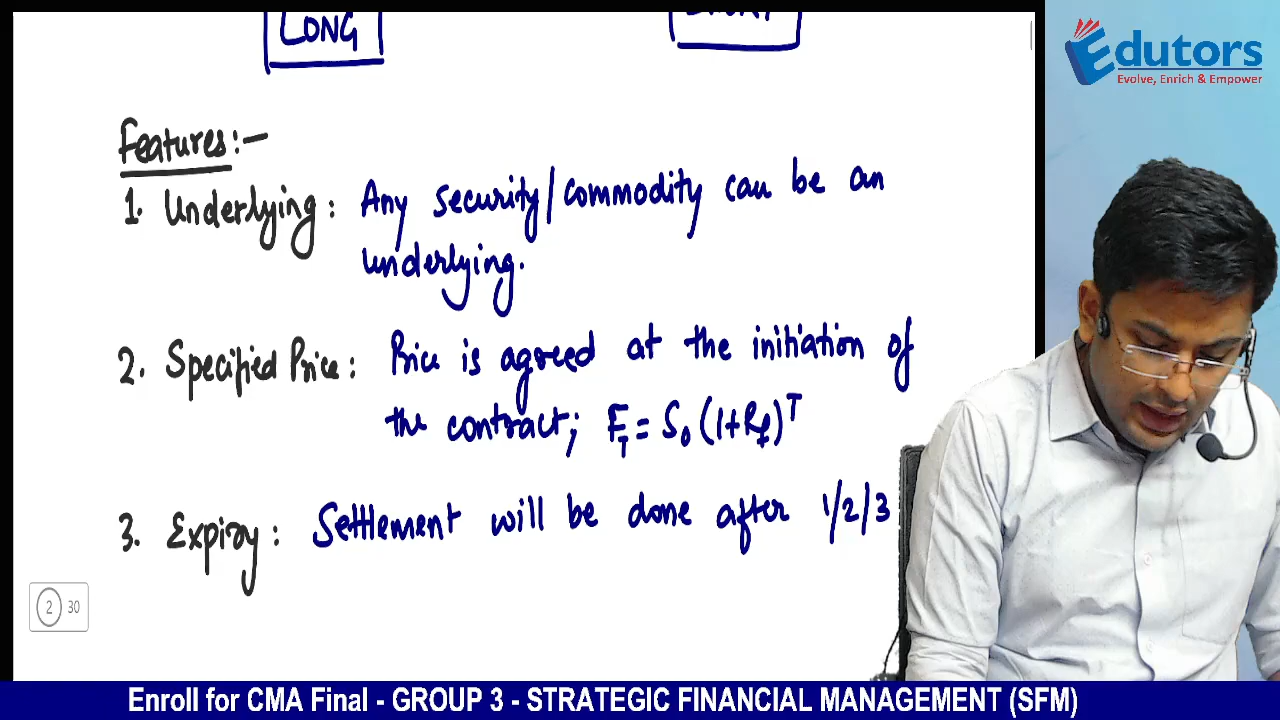 LONG
Edutors
Evolve, Enrich & Empower
Features:-
1. Underlying: Any security/commodity can be an
underlying.
2. Specified Price: Price is agreed at the initiation of
the contract; F_T = S_0 (1+R_f)^T
3. Expiry: Settlement will be done after 1/2/3
2 30
Enroll for CMA Final - GROUP 3 - STRATEGIC FINANCIAL MANAGEMENT (SFM)